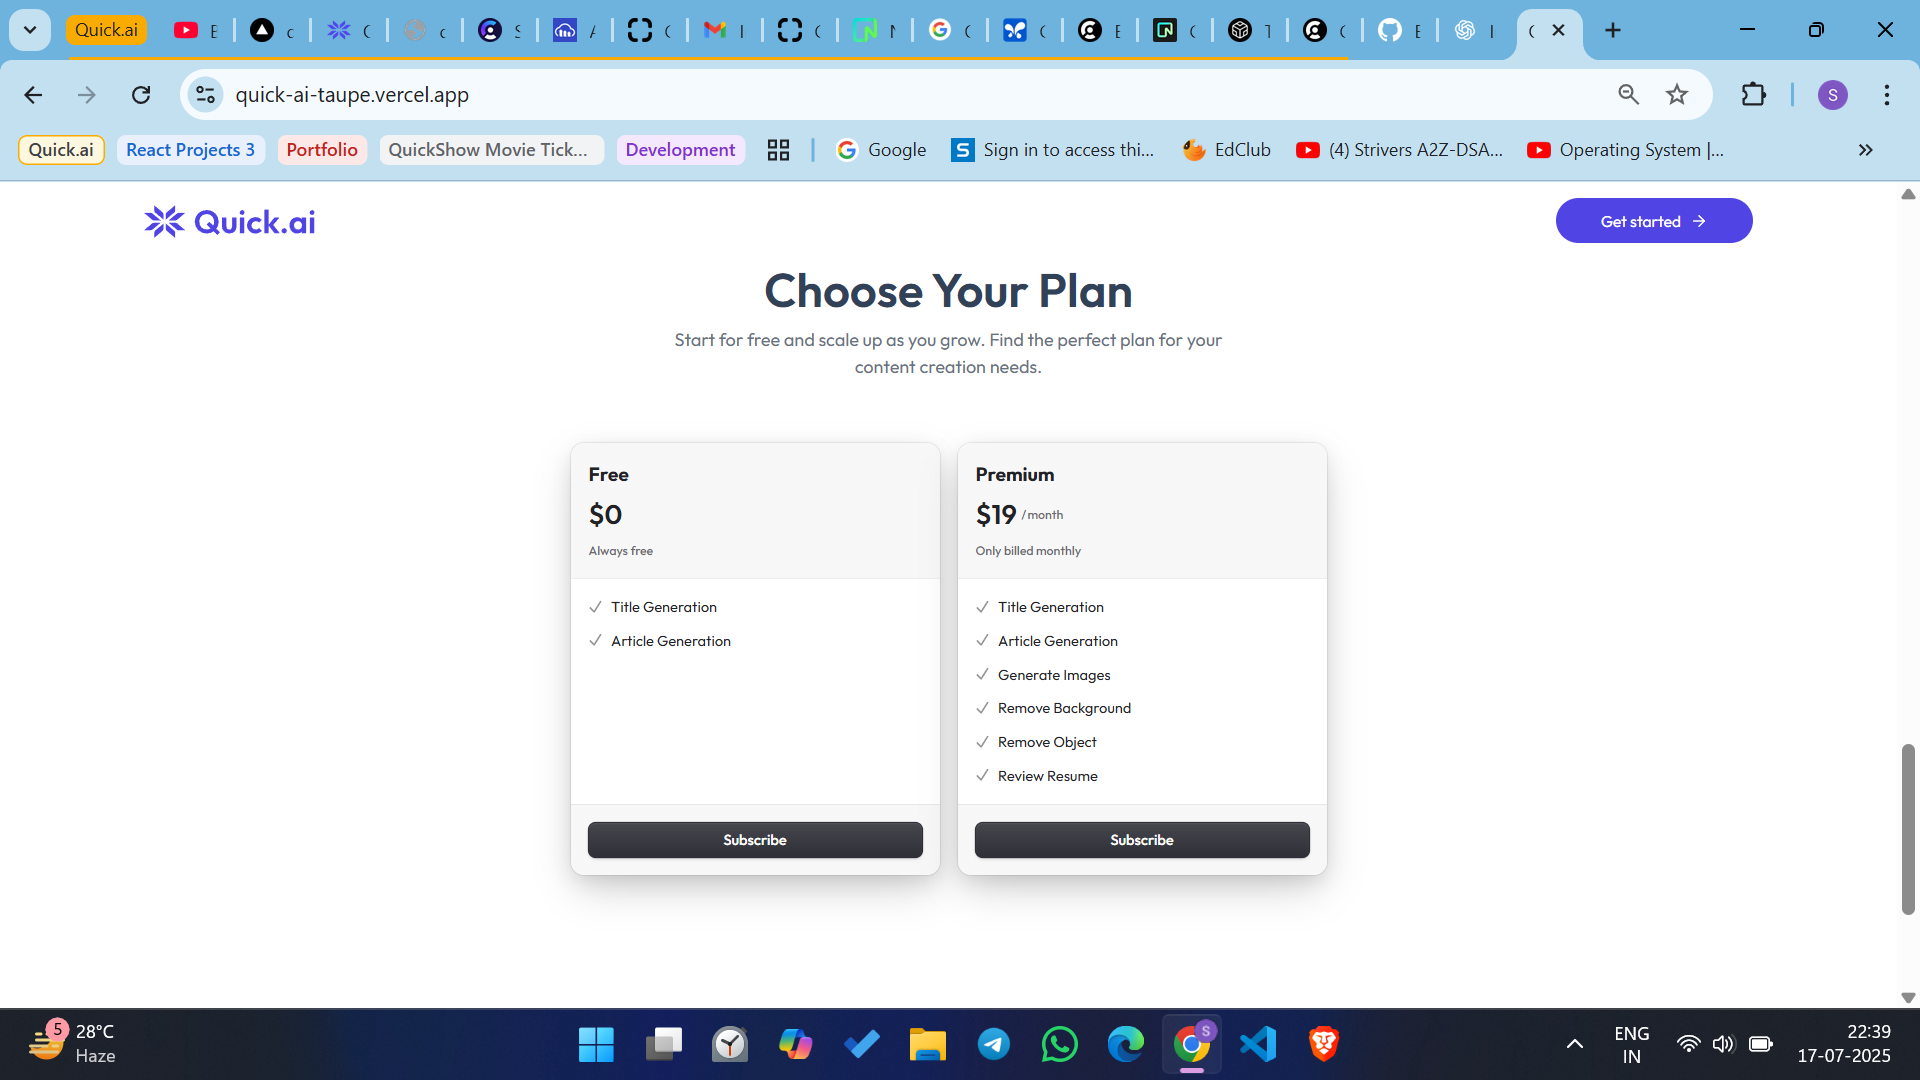 Quick.ai
quick-ai-taupe.vercel.app
S
Quick.ai
React Projects 3
Portfolio
QuickShow Movie Tick...
Development
Google
Sign in to access thi...
EdClub
(4) Strivers A2Z-DSA...
Operating System |...
Quick.ai
Get started
Choose Your Plan
Start for free and scale up as you grow. Find the perfect plan for your
content creation needs.
Free
$0
Always free
Title Generation
Article Generation
Subscribe
Premium
$19 /month
Only billed monthly
Title Generation
Article Generation
Generate Images
Remove Background
Remove Object
Review Resume
Subscribe
5
28°C
Haze
S
ENG
IN
22:39
17-07-2025